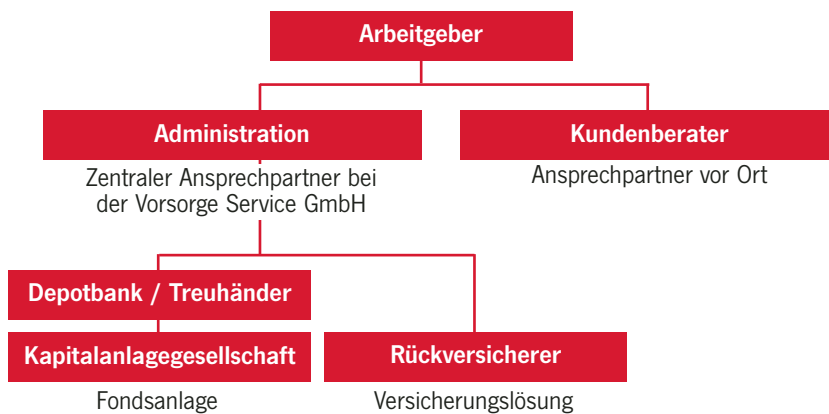 Arbeitgeber
Administration
Kundenberater
Zentraler Ansprechpartner bei
der Vorsorge Service GmbH
Ansprechpartner vor Ort
Depotbank / Treuhänder
Kapitalanlagegesellschaft
Rückversicherer
Fondsanlage
Versicherungslösung